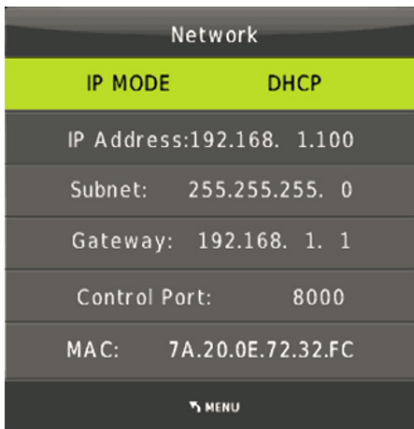 Network
IP MODE DHCP
IP Address:192.168. 1.100
Subnet: 255.255.255. 0
Gateway: 192.168. 1. 1
Control Port: 8000
MAC: 7A.20.0E.72.32.FC
MENU